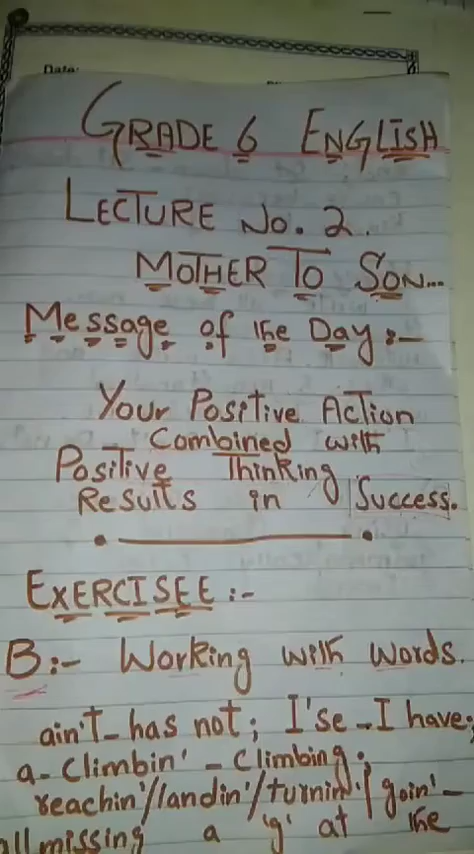 Date:
GRADE 6 ENGLISH
LECTURE No. 2.
MOTHER TO SON...
Message of the Day :-
Your Positive Action
Combined with
Positive Thinking
Results in Success.
EXERCISEE :-
B :- Working with words.
ain't - has not; I'se - I have;
a-climbin' - climbing;
reachin'/landin'/turnin'/goin' -
all missing a 'g' at the